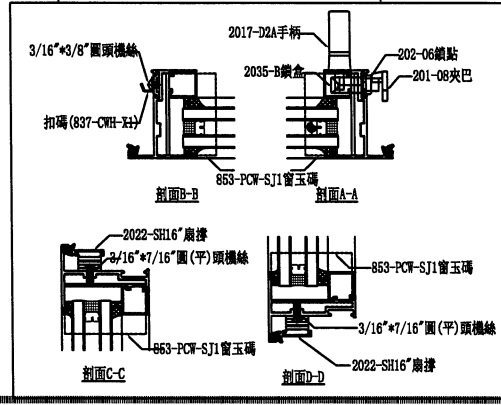 2017-D2A手柄
3/16"*3/8"圓頭機絲
202-06鎖點
2035-B鎖盒
201-08夾巴
扣碼(837-CWH-X1)
853-PCW-SJ1窗玉碼
剖面B-B
剖面A-A
2022-SH16"扇撐
3/16"*7/16"圓(平)頭機絲
853-PCW-SJ1窗玉碼
3/16"*7/16"圓(平)頭機絲
853-PCW-SJ1窗玉碼
2022-SH16"扇撐
剖面C-C
剖面D-D